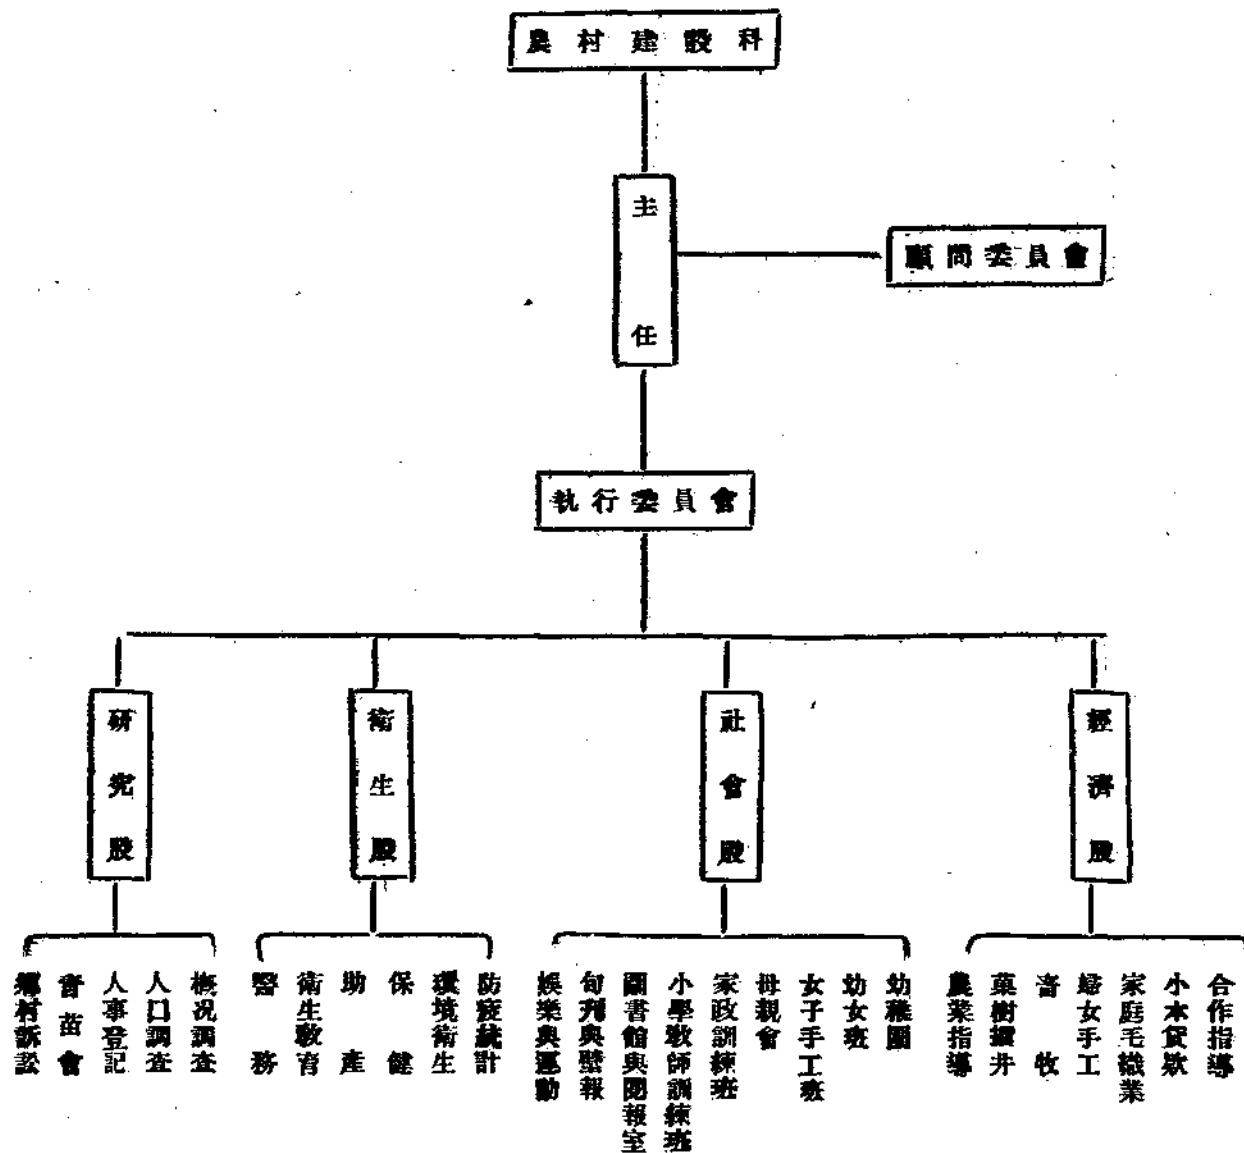 農村建設科
主任
顧問委員會
執行委員會
經濟股
社會股
衛生股
研究股
合作指導
小本貸款
家庭毛織業
婦女手工
畜牧
菓樹鑿井
農業指導
幼稚園
幼女班
女子手工班
母親會
家政訓練班
小學教師訓練班
圖書館與閱報室
旬刋與壁報
娛樂與運動
防疫統計
環境衛生
保健
助產
衛生教育
醫務
概况調查
人口調查
人事登記
青苗會
鄉村訴訟